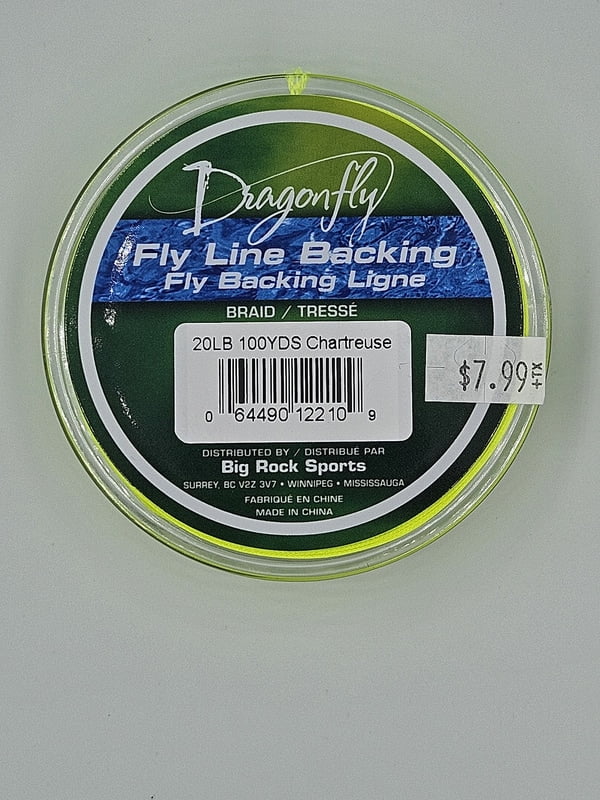 Dragonfly
Fly Line Backing
Fly Backing Ligne
BRAID / TRESSÉ
20LB 100YDS Chartreuse
0 64490 12210 9
$7.99 +TX
DISTRIBUTED BY / DISTRIBUÉ PAR
Big Rock Sports
SURREY, BC V2Z 3V7 • WINNIPEG • MISSISSAUGA
FABRIQUÉ EN CHINE
MADE IN CHINA